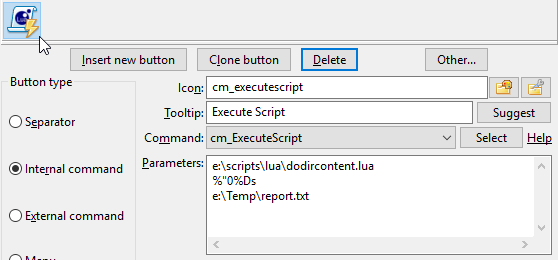 Lua
Insert new button
Clone button
Delete
Other...
Button type
Icon:
cm_executescript
Tooltip:
Execute Script
Suggest
Separator
Command:
cm_ExecuteScript
Select
Help
Internal command
Parameters:
e:\scripts\lua\dodircontent.lua
%"0%Ds
e:\Temp\report.txt
External command